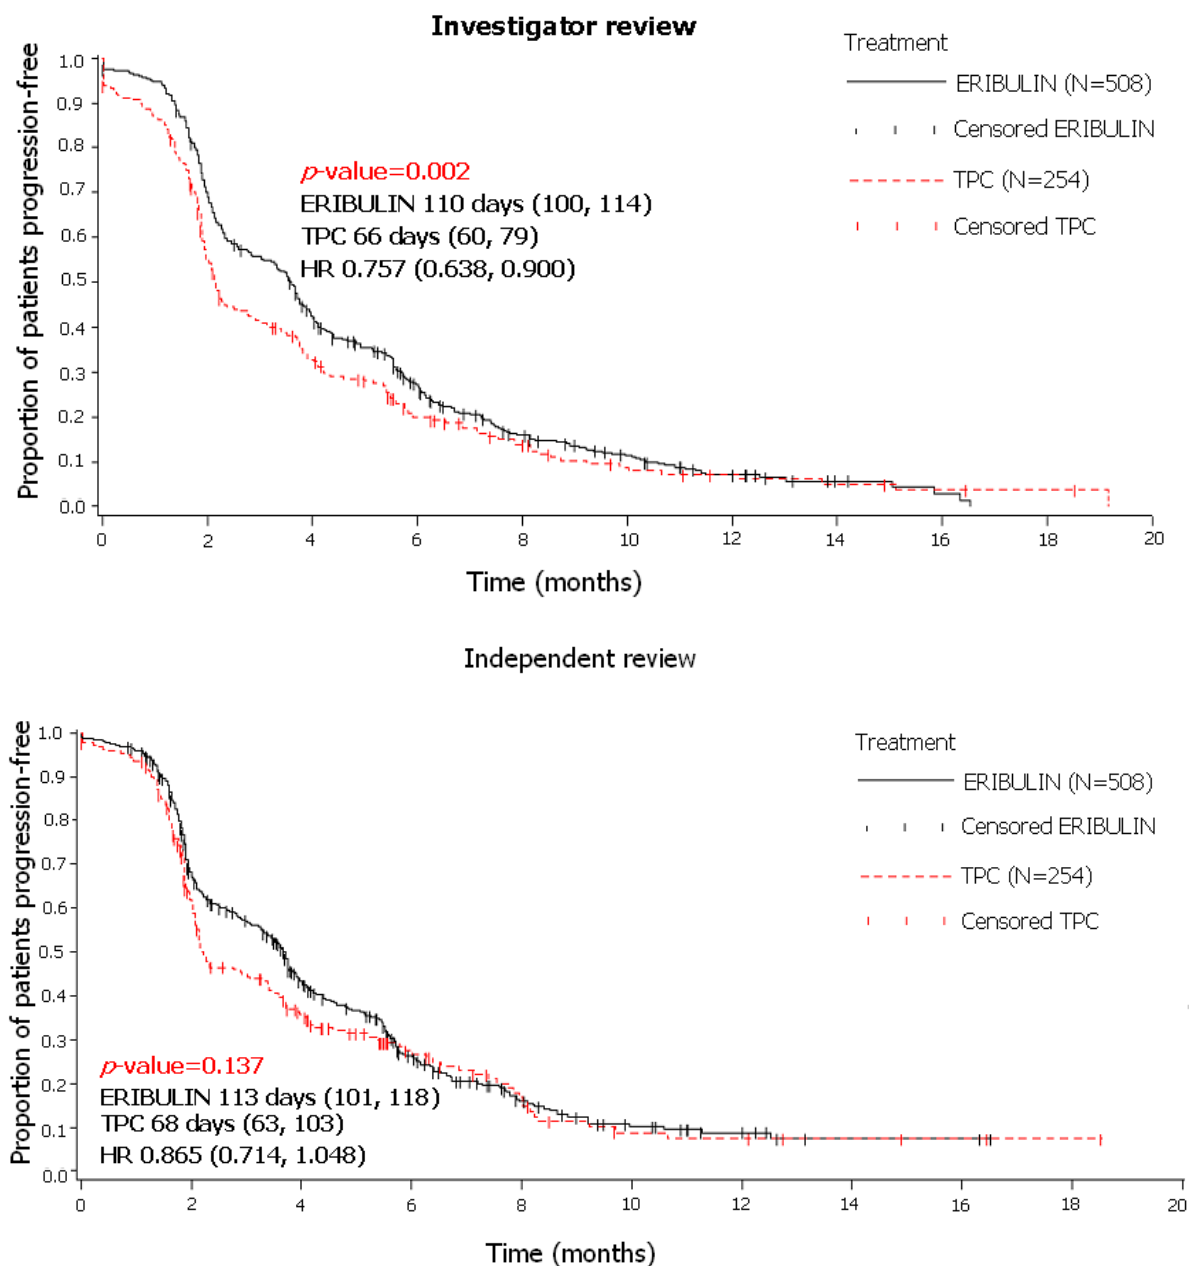 Investigator review
Treatment
ERIBULIN (N=508)
Censored ERIBULIN
TPC (N=254)
Censored TPC
p-value=0.002
ERIBULIN 110 days (100, 114)
TPC 66 days (60, 79)
HR 0.757 (0.638, 0.900)
Proportion of patients progression-free
1.0
0.9
0.8
0.7
0.6
0.5
0.4
0.3
0.2
0.1
0.0
0 2 4 6 8 10 12 14 16 18 20
Time (months)
Independent review
Treatment
ERIBULIN (N=508)
Censored ERIBULIN
TPC (N=254)
Censored TPC
Proportion of patients progression-free
1.0
0.9
0.8
0.7
0.6
0.5
0.4
0.3
0.2
0.1
0.0
p-value=0.137
ERIBULIN 113 days (101, 118)
TPC 68 days (63, 103)
HR 0.865 (0.714, 1.048)
0 2 4 6 8 10 12 14 16 18 20
Time (months)